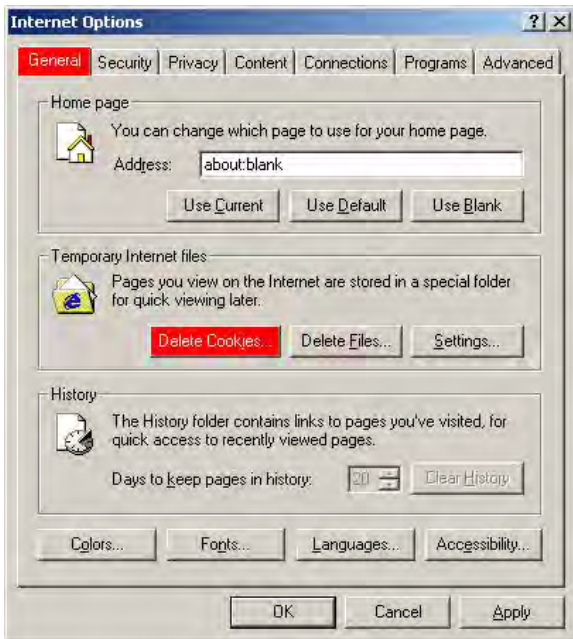 Internet Options
General Security Privacy Content Connections Programs Advanced
Home page
You can change which page to use for your home page.
Address: about:blank
Use Current Use Default Use Blank
Temporary Internet files
Pages you view on the Internet are stored in a special folder
for quick viewing later.
Delete Cookies... Delete Files... Settings...
History
The History folder contains links to pages you've visited, for
quick access to recently viewed pages.
Days to keep pages in history: 20 Clear History
Colors... Fonts... Languages... Accessibility...
OK Cancel Apply